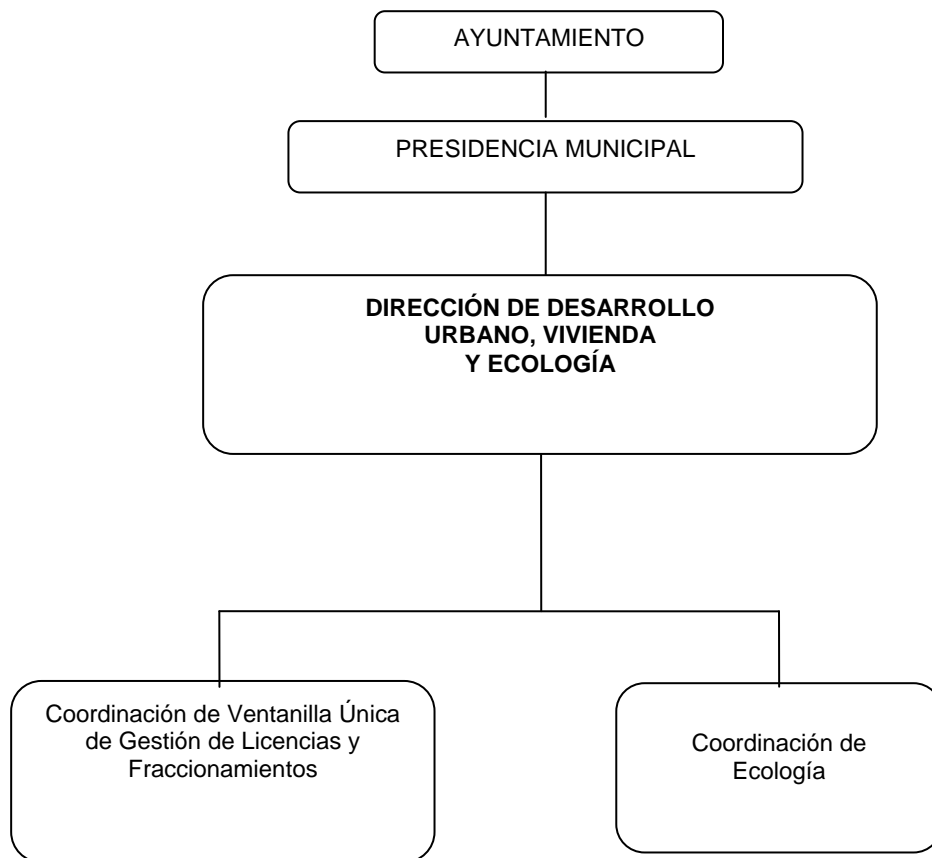 AYUNTAMIENTO
PRESIDENCIA MUNICIPAL
DIRECCIÓN DE DESARROLLO
URBANO, VIVIENDA
Y ECOLOGÍA
Coordinación de Ventanilla Única
de Gestión de Licencias y
Fraccionamientos
Coordinación de
Ecología